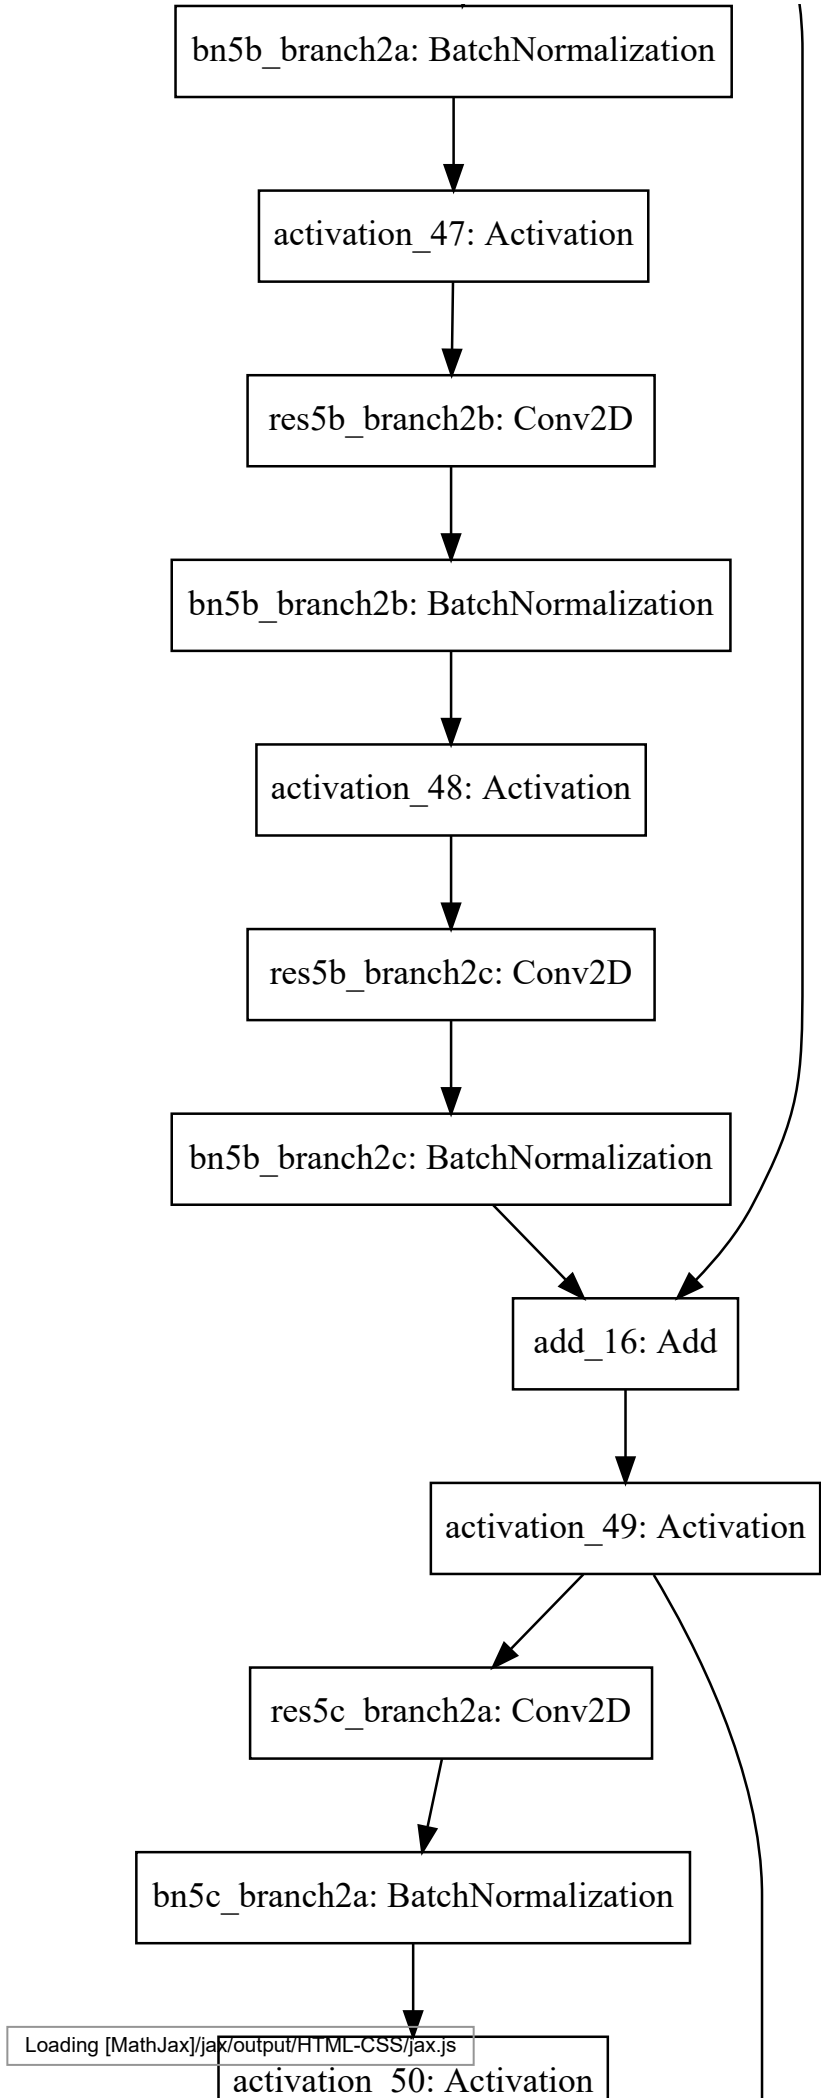 bn5b_branch2a: BatchNormalization
activation_47: Activation
res5b_branch2b: Conv2D
bn5b_branch2b: BatchNormalization
activation_48: Activation
res5b_branch2c: Conv2D
bn5b_branch2c: BatchNormalization
add_16: Add
activation_49: Activation
res5c_branch2a: Conv2D
bn5c_branch2a: BatchNormalization
Loading [MathJax]/jax/output/HTML-CSS/jax.js
activation_50: Activation